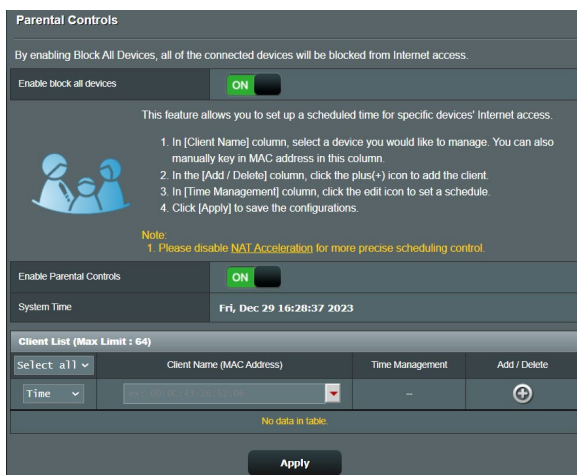 Parental Controls
By enabling Block All Devices, all of the connected devices will be blocked from Internet access.
Enable block all devices
ON
This feature allows you to set up a scheduled time for specific devices' Internet access.
1. In [Client Name] column, select a device you would like to manage. You can also
manually key in MAC address in this column.
2. In the [Add / Delete] column, click the plus(+) icon to add the client.
3. In [Time Management] column, click the edit icon to set a schedule.
4. Click [Apply] to save the configurations.
Note:
1. Please disable NAT Acceleration for more precise scheduling control.
Enable Parental Controls
ON
System Time
Fri, Dec 29 16:28:37 2023
Client List (Max Limit : 64)
Select all
Client Name (MAC Address)
Time Management
Add / Delete
Time
–
No data in table.
Apply